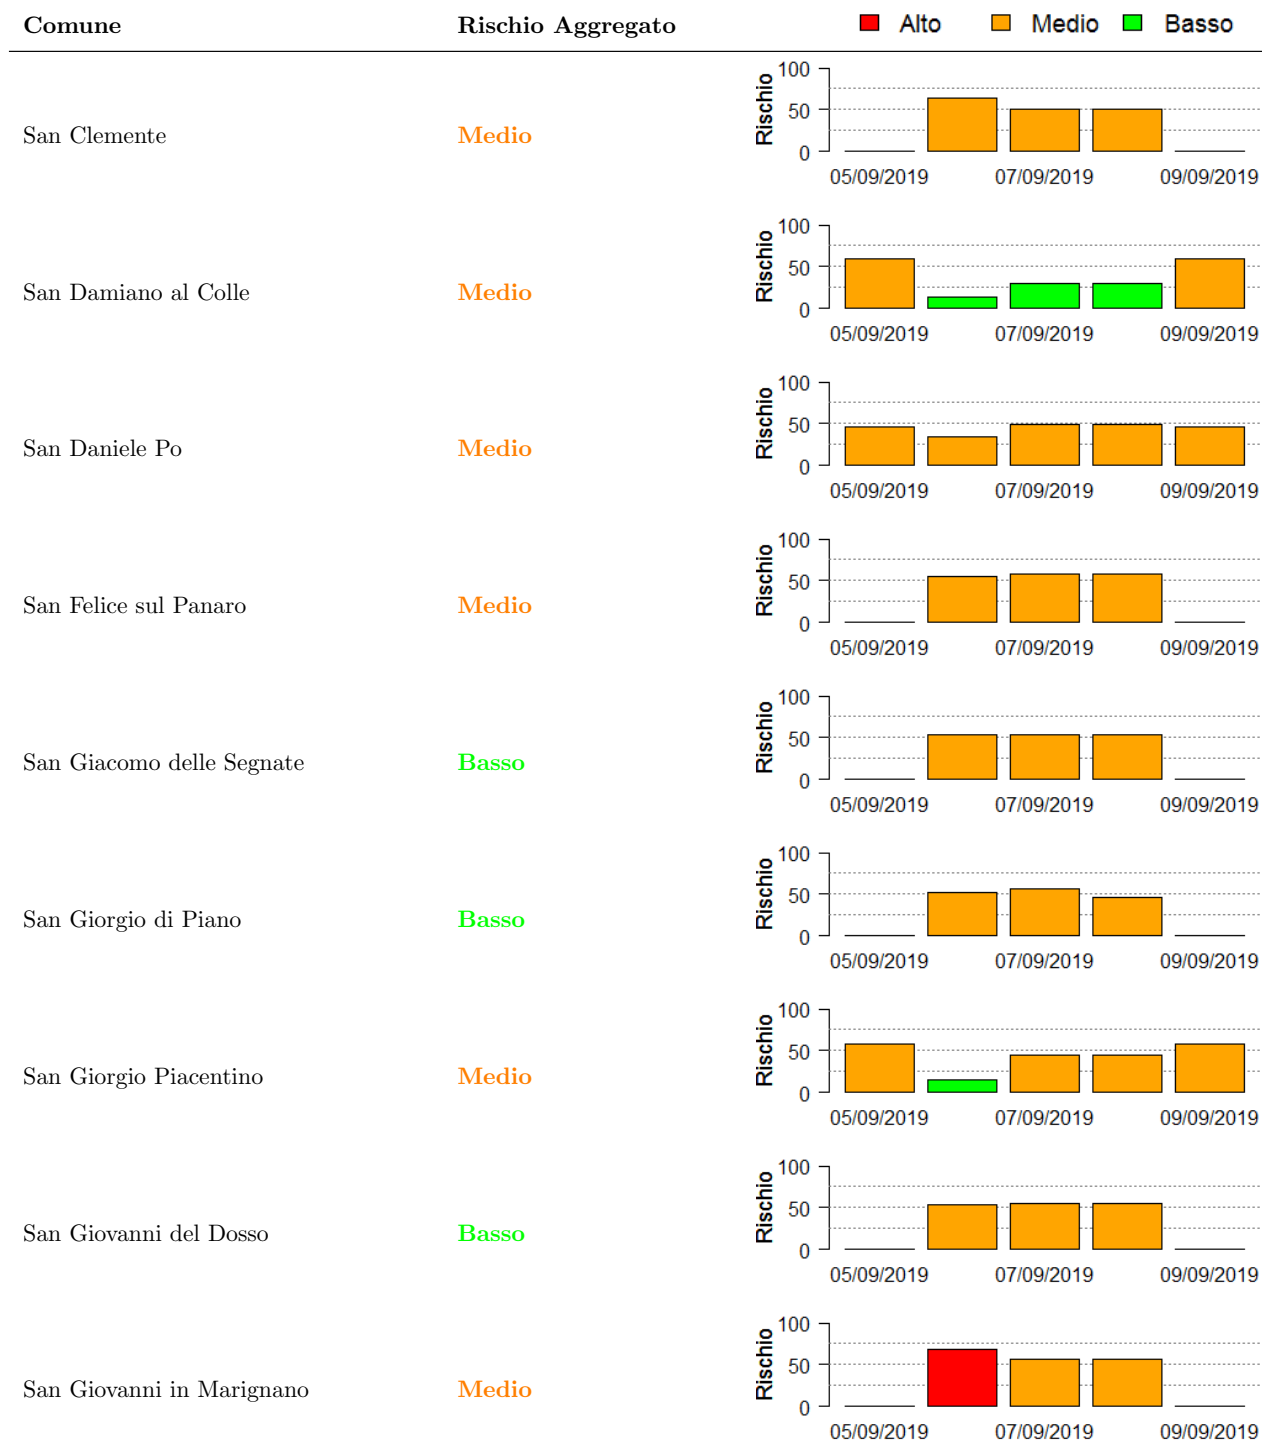 Comune Rischio Aggregato Alto Medio Basso
100
50
0
Rischio
San Clemente Medio
05/09/2019 07/09/2019 09/09/2019
100
50
0
Rischio
San Damiano al Colle Medio
05/09/2019 07/09/2019 09/09/2019
100
50
0
Rischio
San Daniele Po Medio
05/09/2019 07/09/2019 09/09/2019
100
50
0
Rischio
San Felice sul Panaro Medio
05/09/2019 07/09/2019 09/09/2019
100
50
0
Rischio
San Giacomo delle Segnate Basso
05/09/2019 07/09/2019 09/09/2019
100
50
0
Rischio
San Giorgio di Piano Basso
05/09/2019 07/09/2019 09/09/2019
100
50
0
Rischio
San Giorgio Piacentino Medio
05/09/2019 07/09/2019 09/09/2019
100
50
0
Rischio
San Giovanni del Dosso Basso
05/09/2019 07/09/2019 09/09/2019
100
50
0
Rischio
San Giovanni in Marignano Medio
05/09/2019 07/09/2019 09/09/2019